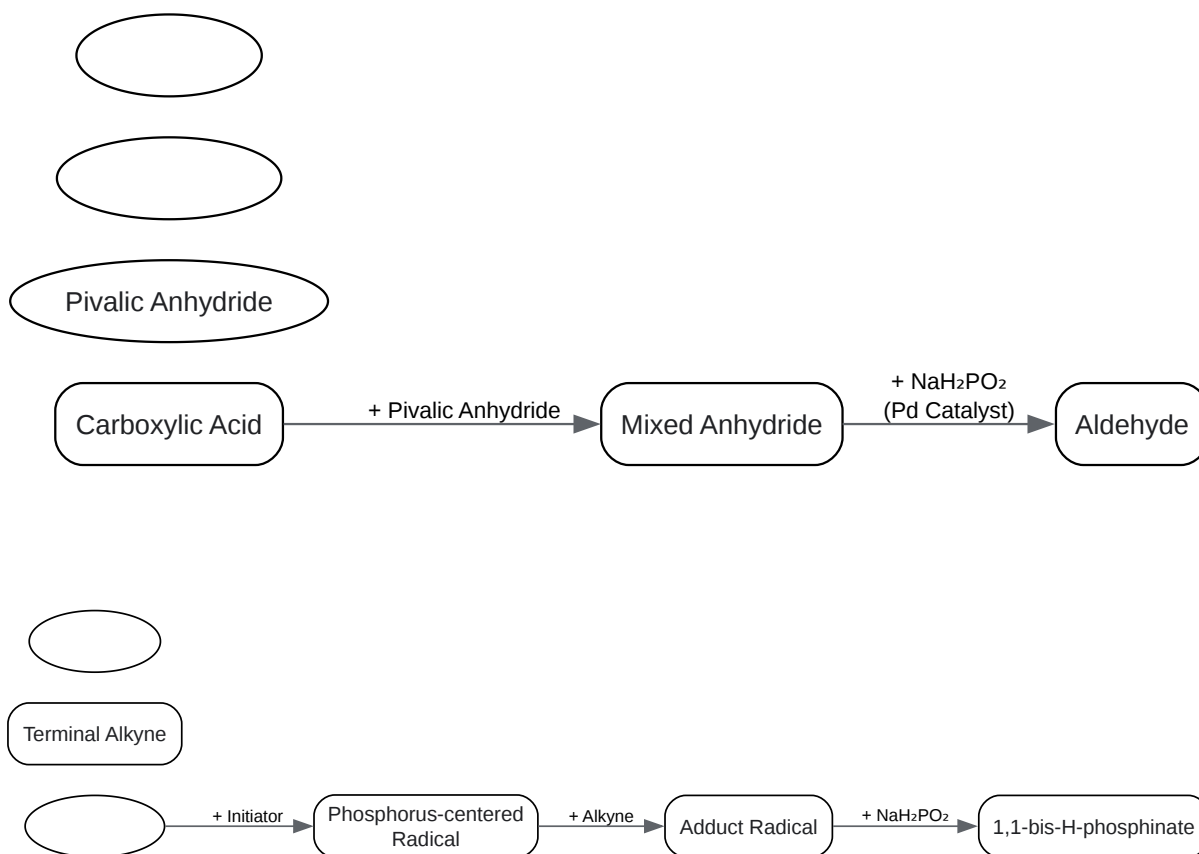 Pivalic Anhydride
Carboxylic Acid
+ Pivalic Anhydride
Mixed Anhydride
+ NaH₂PO₂
(Pd Catalyst)
Aldehyde
Terminal Alkyne
+ Initiator
Phosphorus-centered
Radical
+ Alkyne
Adduct Radical
+ NaH₂PO₂
1,1-bis-H-phosphinate